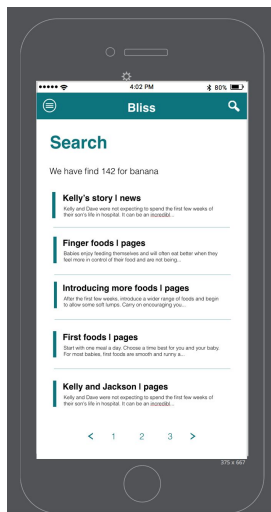 4:02 PM
80%
Bliss
Search
We have find 142 for banana
Kelly's story | news
Kelly and Dave were not expecting to spend the first few weeks of
their son's life in hospital. It can be an incredibl...
Finger foods | pages
Babies enjoy feeding themselves and will often eat better when they
feel more in control of their food and are not being...
Introducing more foods | pages
After the first few weeks, introduce a wider range of foods and begin
to allow some soft lumps. Carry on encouraging you...
First foods | pages
Start with one meal a day. Choose a time best for you and your baby.
For most babies, first foods are smooth and runny a...
Kelly and Jackson | pages
Kelly and Dave were not expecting to spend the first few weeks of
their son's life in hospital. It can be an incredibl...
< 1 2 3 >
375 x 667